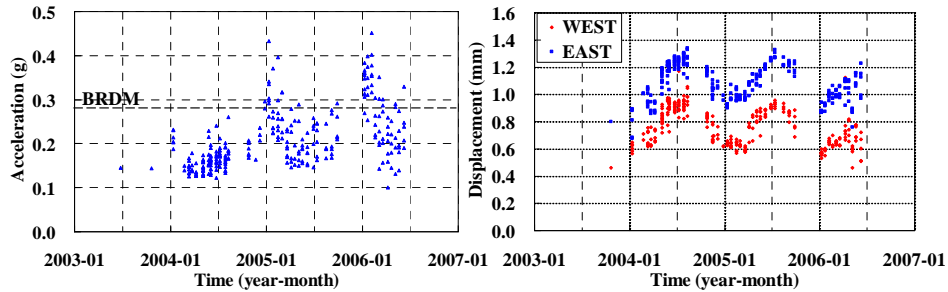 0.5
0.4
0.3
0.2
0.1
0.0
Acceleration (g)
BRDM
2003-01 2004-01 2005-01 2006-01 2007-01
Time (year-month)
1.6
1.4
1.2
1.0
0.8
0.6
0.4
0.2
0.0
Displacement (mm)
WEST
EAST
2003-01 2004-01 2005-01 2006-01 2007-01
Time (year-month)